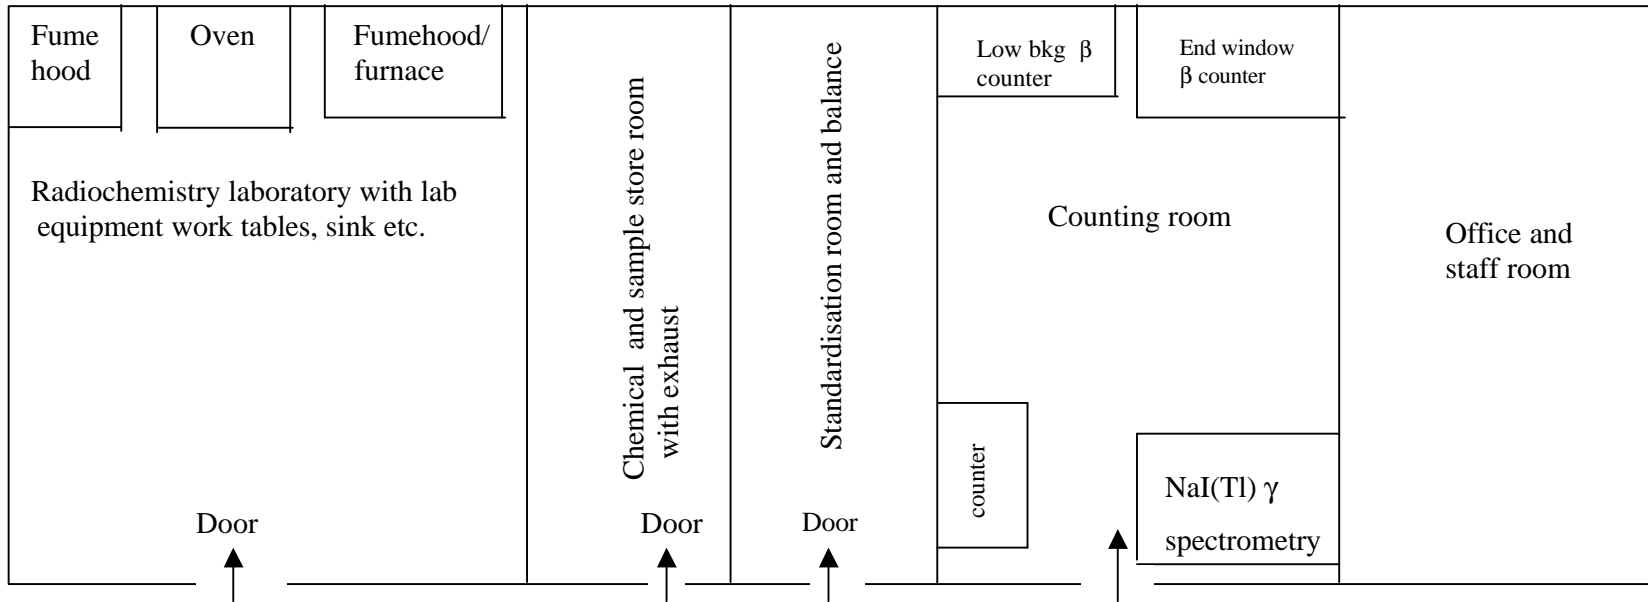 Fume
hood
Oven
Fumehood/
furnace
Radiochemistry laboratory with lab
equipment work tables, sink etc.
Door
Chemical and sample store room
with exhaust
Door
Standardisation room and balance
Door
Low bkg β
counter
End window
β counter
Counting room
counter
NaI(Tl) γ
spectrometry
Office and
staff room